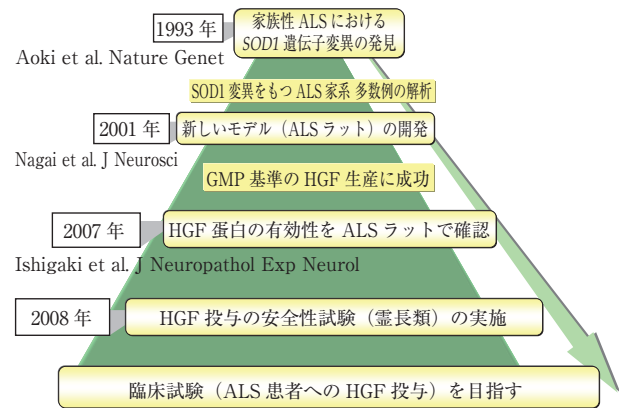 1993 年
家族性 ALS における
SOD1 遺伝子変異の発見
Aoki et al. Nature Genet
SOD1 変異をもつ ALS 家系 多数例の解析
2001 年
新しいモデル（ALS ラット）の開発
Nagai et al. J Neurosci
GMP 基準の HGF 生産に成功
2007 年
HGF 蛋白の有効性を ALS ラットで確認
Ishigaki et al. J Neuropathol Exp Neurol
2008 年
HGF 投与の安全性試験（霊長類）の実施
臨床試験（ALS 患者への HGF 投与）を目指す